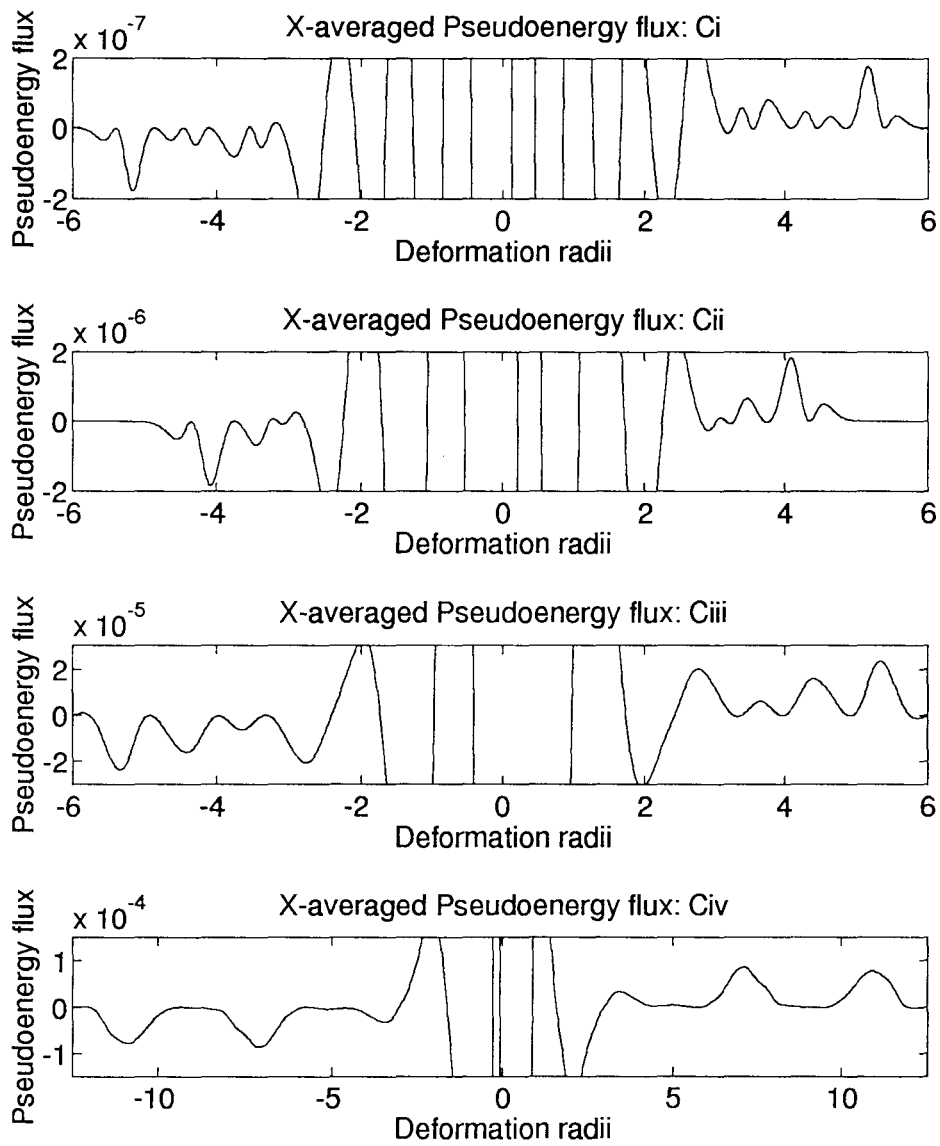 X-averaged Pseudoenergy flux: Ci
x 10^-7
Pseudoenergy flux
2
0
-2
-6 -4 -2 0 2 4 6
Deformation radii
X-averaged Pseudoenergy flux: Cii
x 10^-6
Pseudoenergy flux
2
0
-2
-6 -4 -2 0 2 4 6
Deformation radii
X-averaged Pseudoenergy flux: Ciii
x 10^-5
Pseudoenergy flux
2
0
-2
-6 -4 -2 0 2 4 6
Deformation radii
X-averaged Pseudoenergy flux: Civ
x 10^-4
Pseudoenergy flux
1
0
-1
-10 -5 0 5 10
Deformation radii